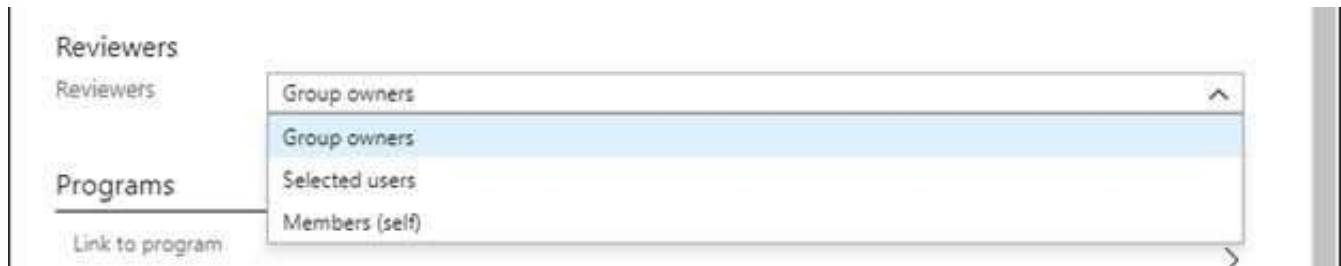 Reviewers
Reviewers
Group owners
Group owners
Selected users
Members (self)
Programs
Link to program